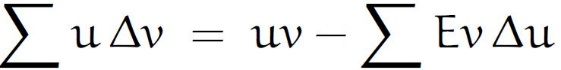 ∑ u Δv = uv − ∑ Ev Δu